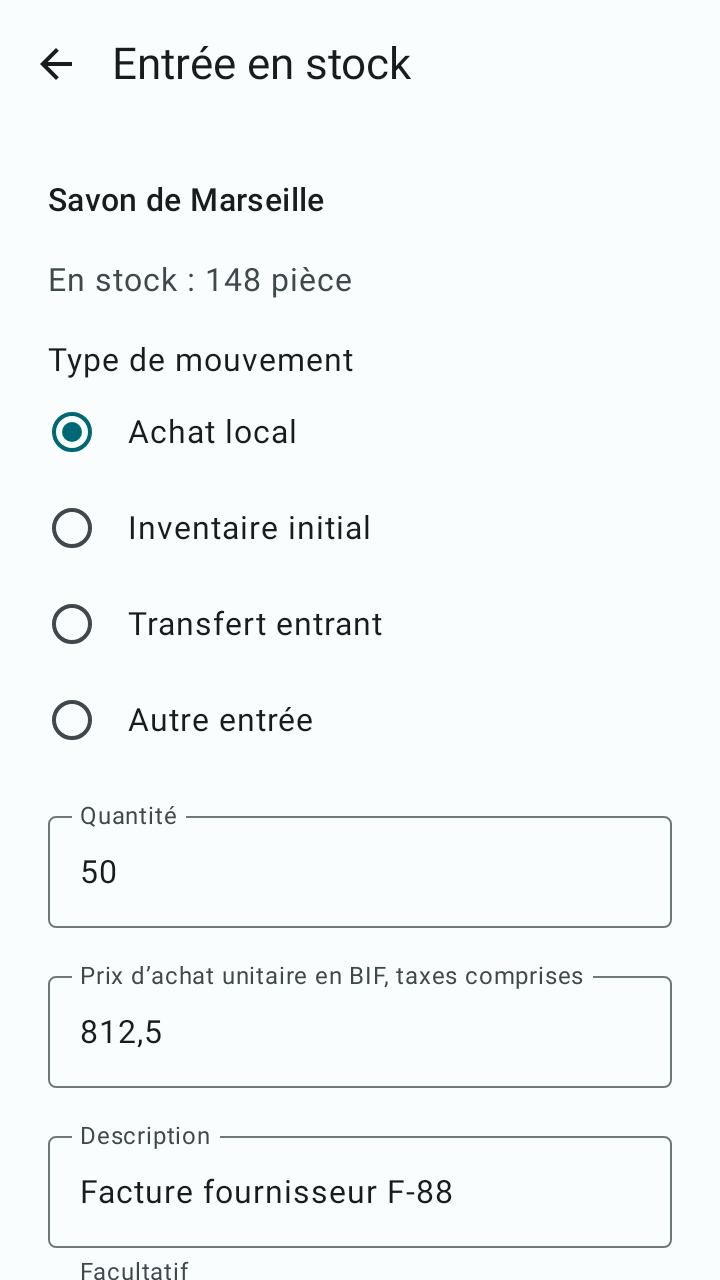 Entrée en stock
Savon de Marseille
En stock : 148 pièce
Type de mouvement
Achat local
Inventaire initial
Transfert entrant
Autre entrée
Quantité
50
Prix d’achat unitaire en BIF, taxes comprises
812,5
Description
Facture fournisseur F-88
Facultatif